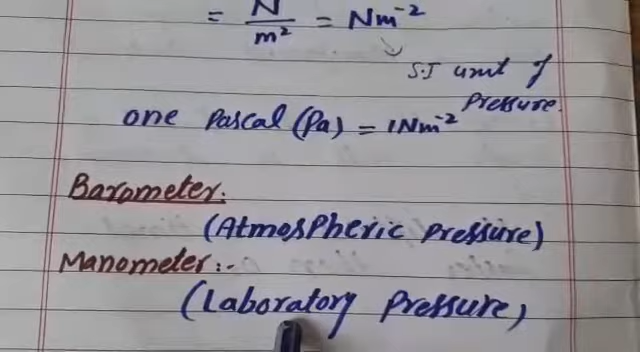 = N/m² = Nm⁻²
S.I unit of
Pressure.
one Pascal (Pa) = 1Nm⁻²
Barometer:
(Atmospheric Pressure)
Manometer:-
(Laboratory Pressure)